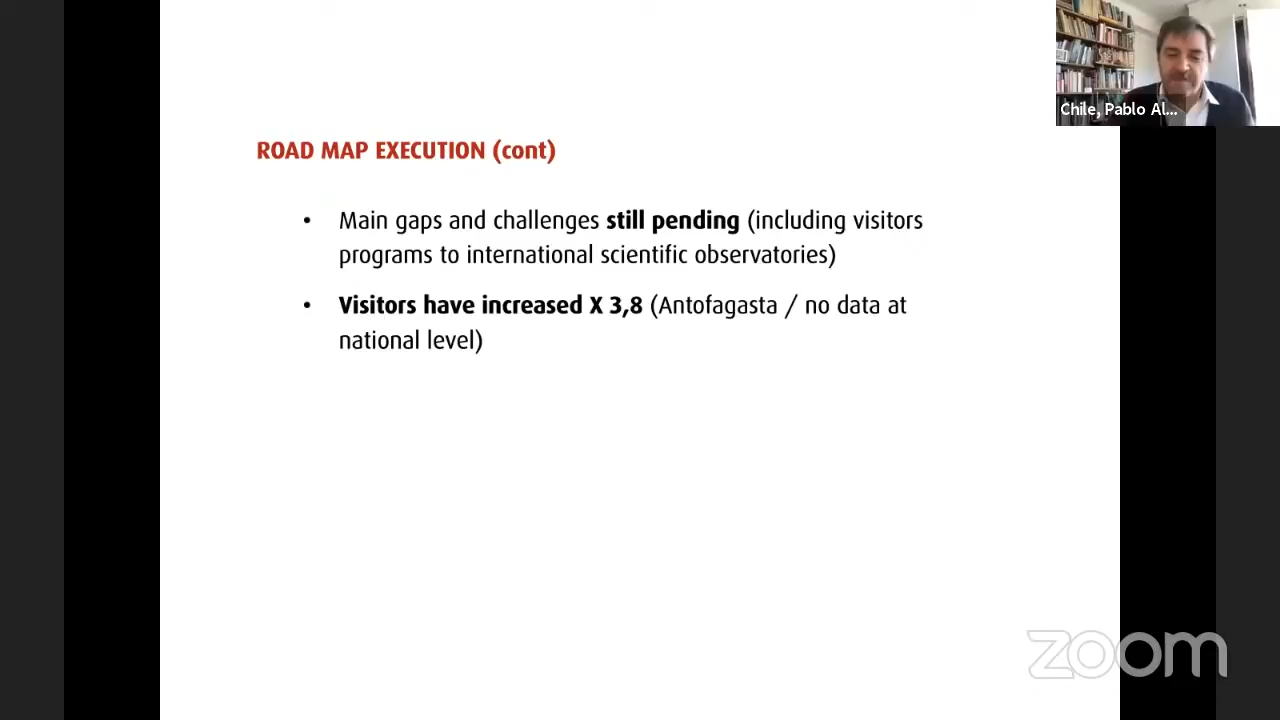 Chile, Pablo Al...
ROAD MAP EXECUTION (cont)
• Main gaps and challenges still pending (including visitors
programs to international scientific observatories)
• Visitors have increased X 3,8 (Antofagasta / no data at
national level)
zoom